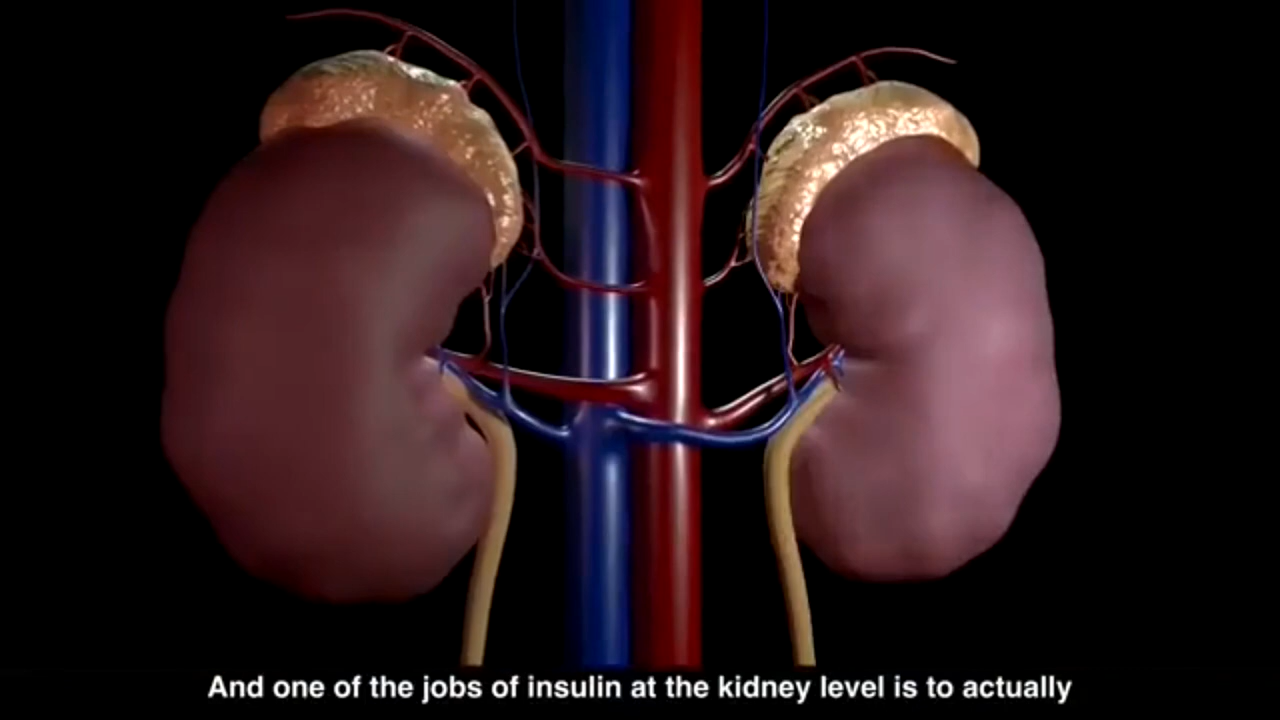 And one of the jobs of insulin at the kidney level is to actually